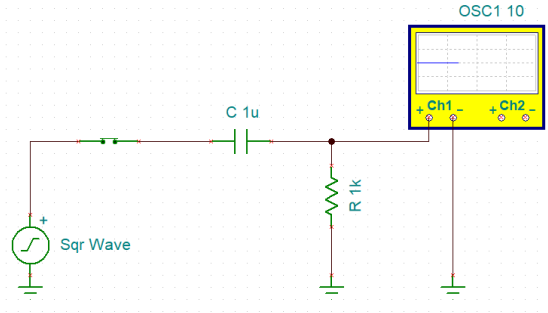 OSC1 10
+ Ch1 − + Ch2 −
C 1u
R 1k
+
Sqr Wave